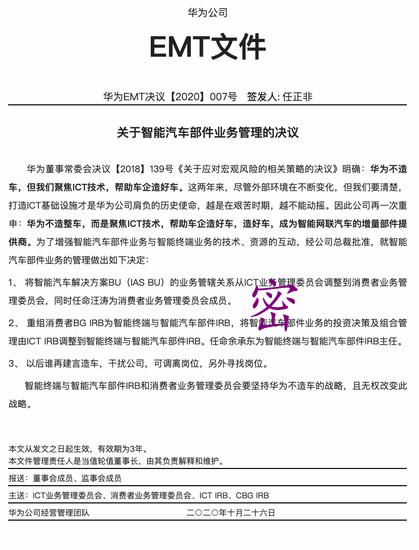 华为公司
EMT文件
华为EMT决议【2020】007号 签发人: 任正非
关于智能汽车部件业务管理的决议
华为董事常委会决议【2018】139号《关于应对宏观风险的相关策略的决议》明确：华为不造
车，但我们聚焦ICT技术，帮助车企造好车。这两年来，尽管外部环境在不断变化，但我们要清楚，
打造ICT基础设施才是华为公司肩负的历史使命，越是在艰苦时期，越不能动摇。因此公司再一次重
申：华为不造整车，而是聚焦ICT技术，帮助车企造好车，造好车，成为智能网联汽车的增量部件提
供商。为了增强智能汽车部件业务与智能终端业务的技术、资源的互动，经公司总裁批准，就智能
汽车部件业务的管理做出如下决定：
1、 将智能汽车解决方案BU（IAS BU）的业务管辖关系从ICT业务管理委员会调整到消费者业务管
理委员会，同时任命汪涛为消费者业务管理委员会成员。
密
2、 重组消费者BG IRB为智能终端与智能汽车部件IRB，将智能汽车部件业务的投资决策及组合管
理由ICT IRB调整到智能终端与智能汽车部件IRB。任命余承东为智能终端与智能汽车部件IRB主任。
3、 以后谁再建言造车，干扰公司，可调离岗位，另外寻找岗位。
智能终端与智能汽车部件IRB和消费者业务管理委员会要坚持华为不造车的战略，且无权改变此
战略。
本文从发文之日起生效，有效期为3年。
本文件管理责任人是当值轮值董事长，由其负责解释和维护。
报送：董事会成员、监事会成员
主送：ICT业务管理委员会、消费者业务管理委员会、ICT IRB、CBG IRB
华为公司经营管理团队 二〇二〇年十月二十六日